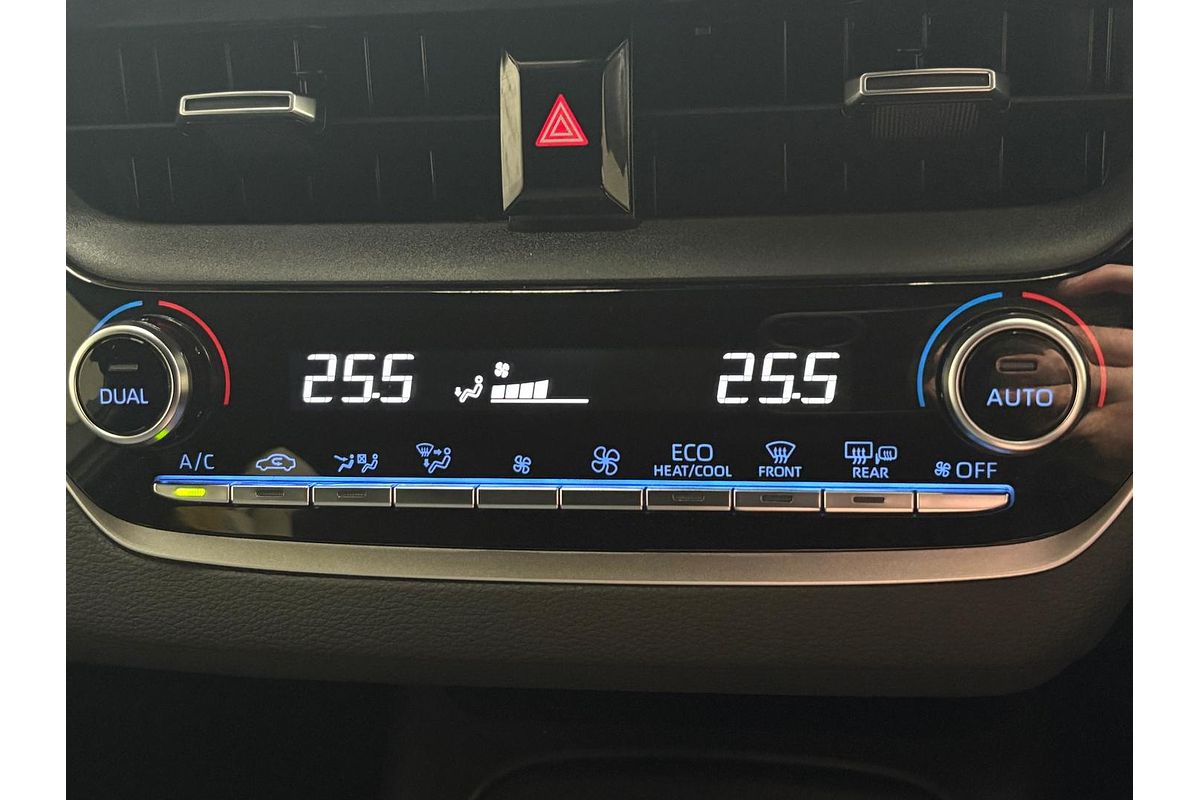 25.5
25.5
DUAL
AUTO
A/C
ECO
HEAT/COOL
FRONT
REAR
OFF